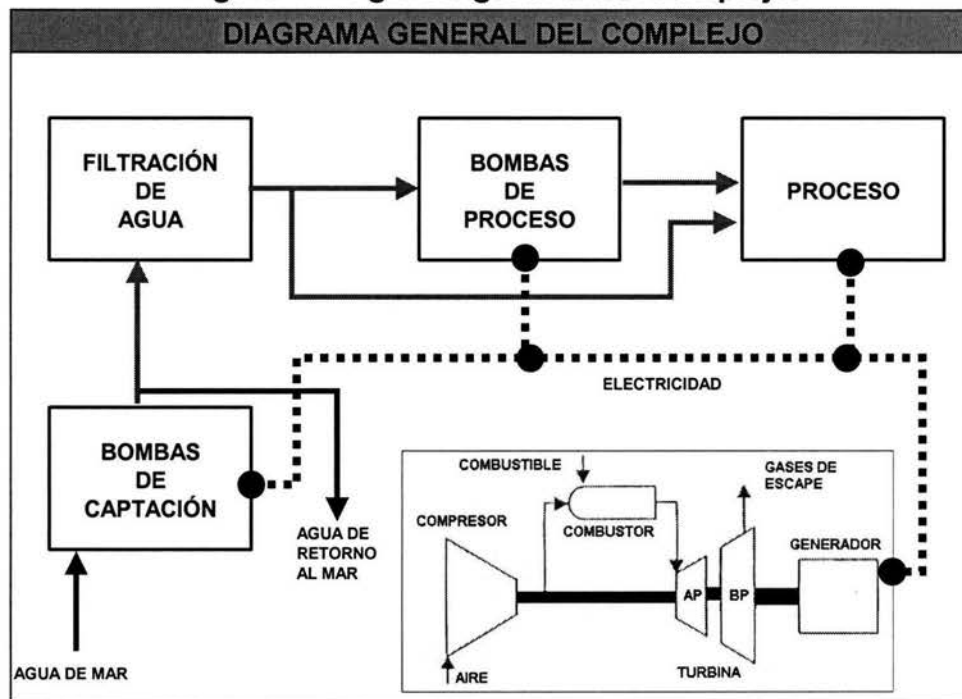 DIAGRAMA GENERAL DEL COMPLEJO
FILTRACIÓN
DE
AGUA
BOMBAS
DE
PROCESO
PROCESO
ELECTRICIDAD
BOMBAS
DE
CAPTACIÓN
AGUA DE
RETORNO
AL MAR
AGUA DE MAR
COMBUSTIBLE
GASES DE
ESCAPE
COMPRESOR
COMBUSTOR
GENERADOR
AP
BP
TURBINA
AIRE